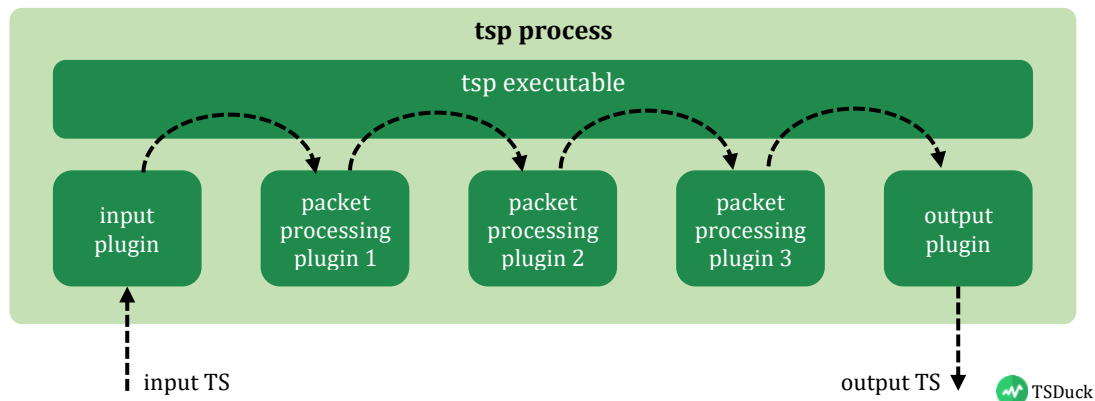 tsp process
tsp executable
input
plugin
packet
processing
plugin 1
packet
processing
plugin 2
packet
processing
plugin 3
output
plugin
input TS
output TS
TSDuck